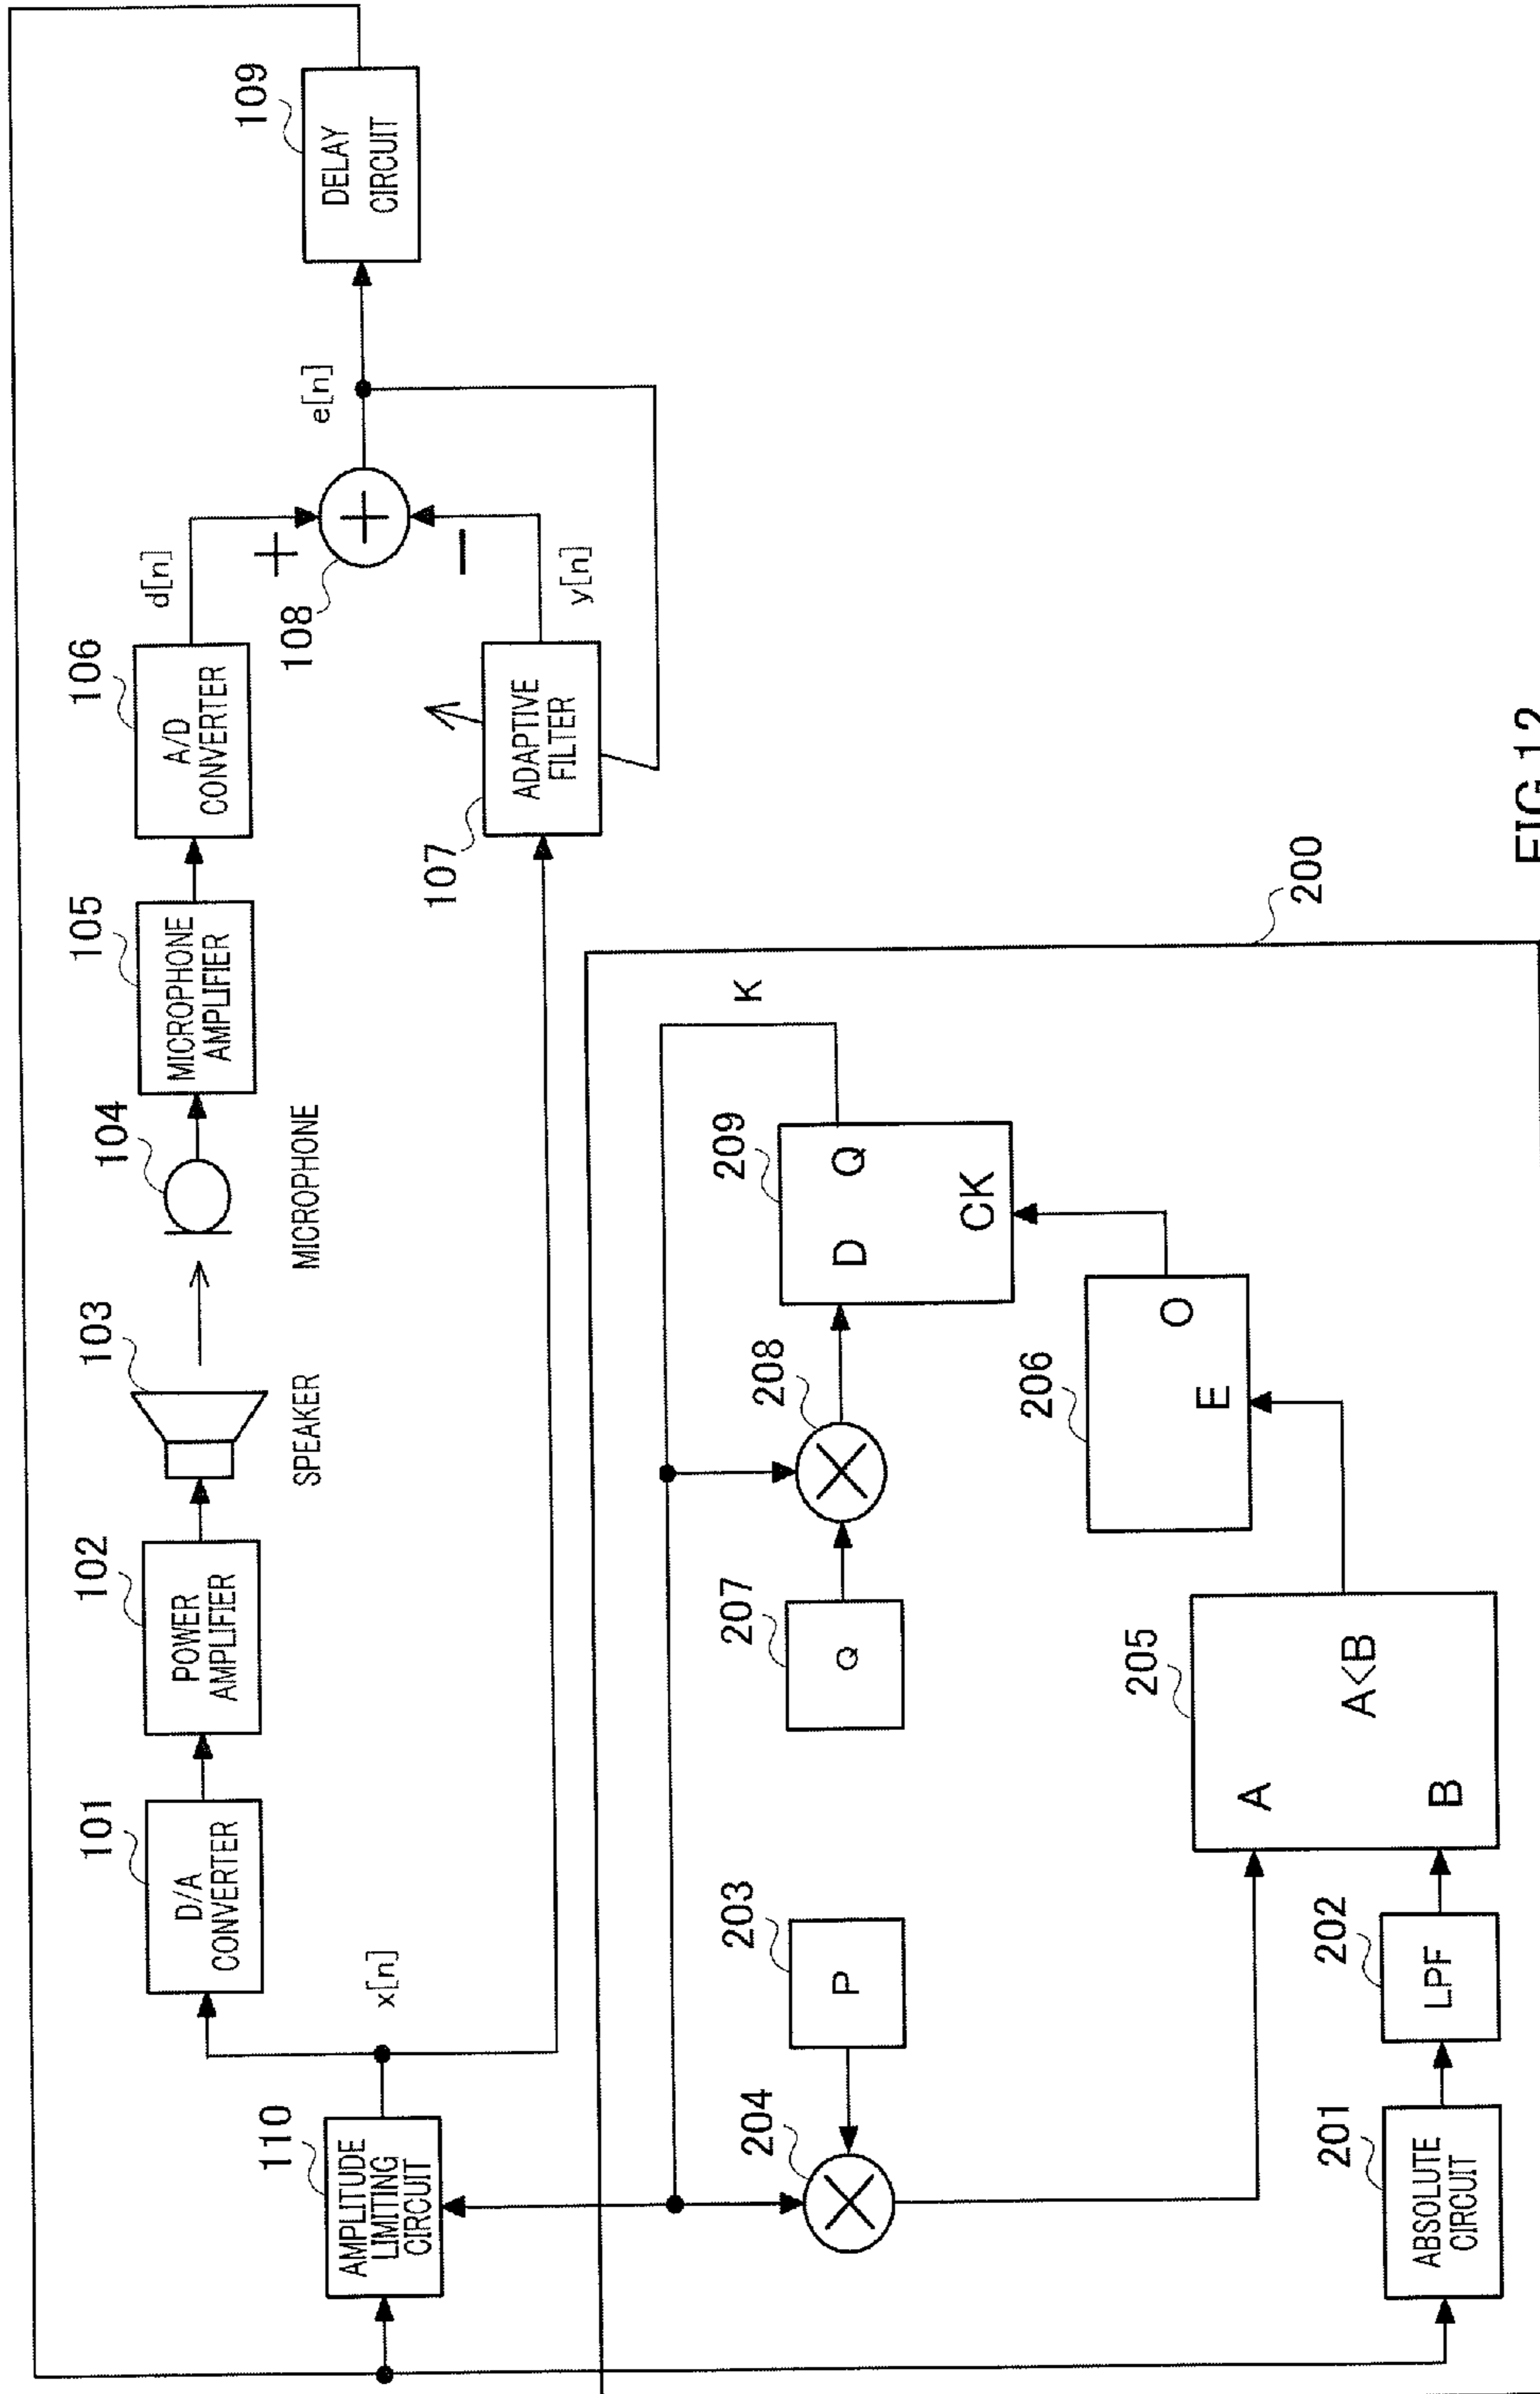 101
D/A
CONVERTER
102
POWER
AMPLIFIER
103
SPEAKER
104
MICROPHONE
105
MICROPHONE
AMPLIFIER
106
A/D
CONVERTER
d[n]
+
108
+
−
e[n]
109
DELAY
CIRCUIT
110
AMPLITUDE
LIMITING
CIRCUIT
x[n]
107
ADAPTIVE
FILTER
y[n]
200
K
204
203
P
207
Q
208
209
D
Q
CK
206
E
O
205
A
B
A<B
201
ABSOLUTE
CIRCUIT
202
LPF
FIG.12